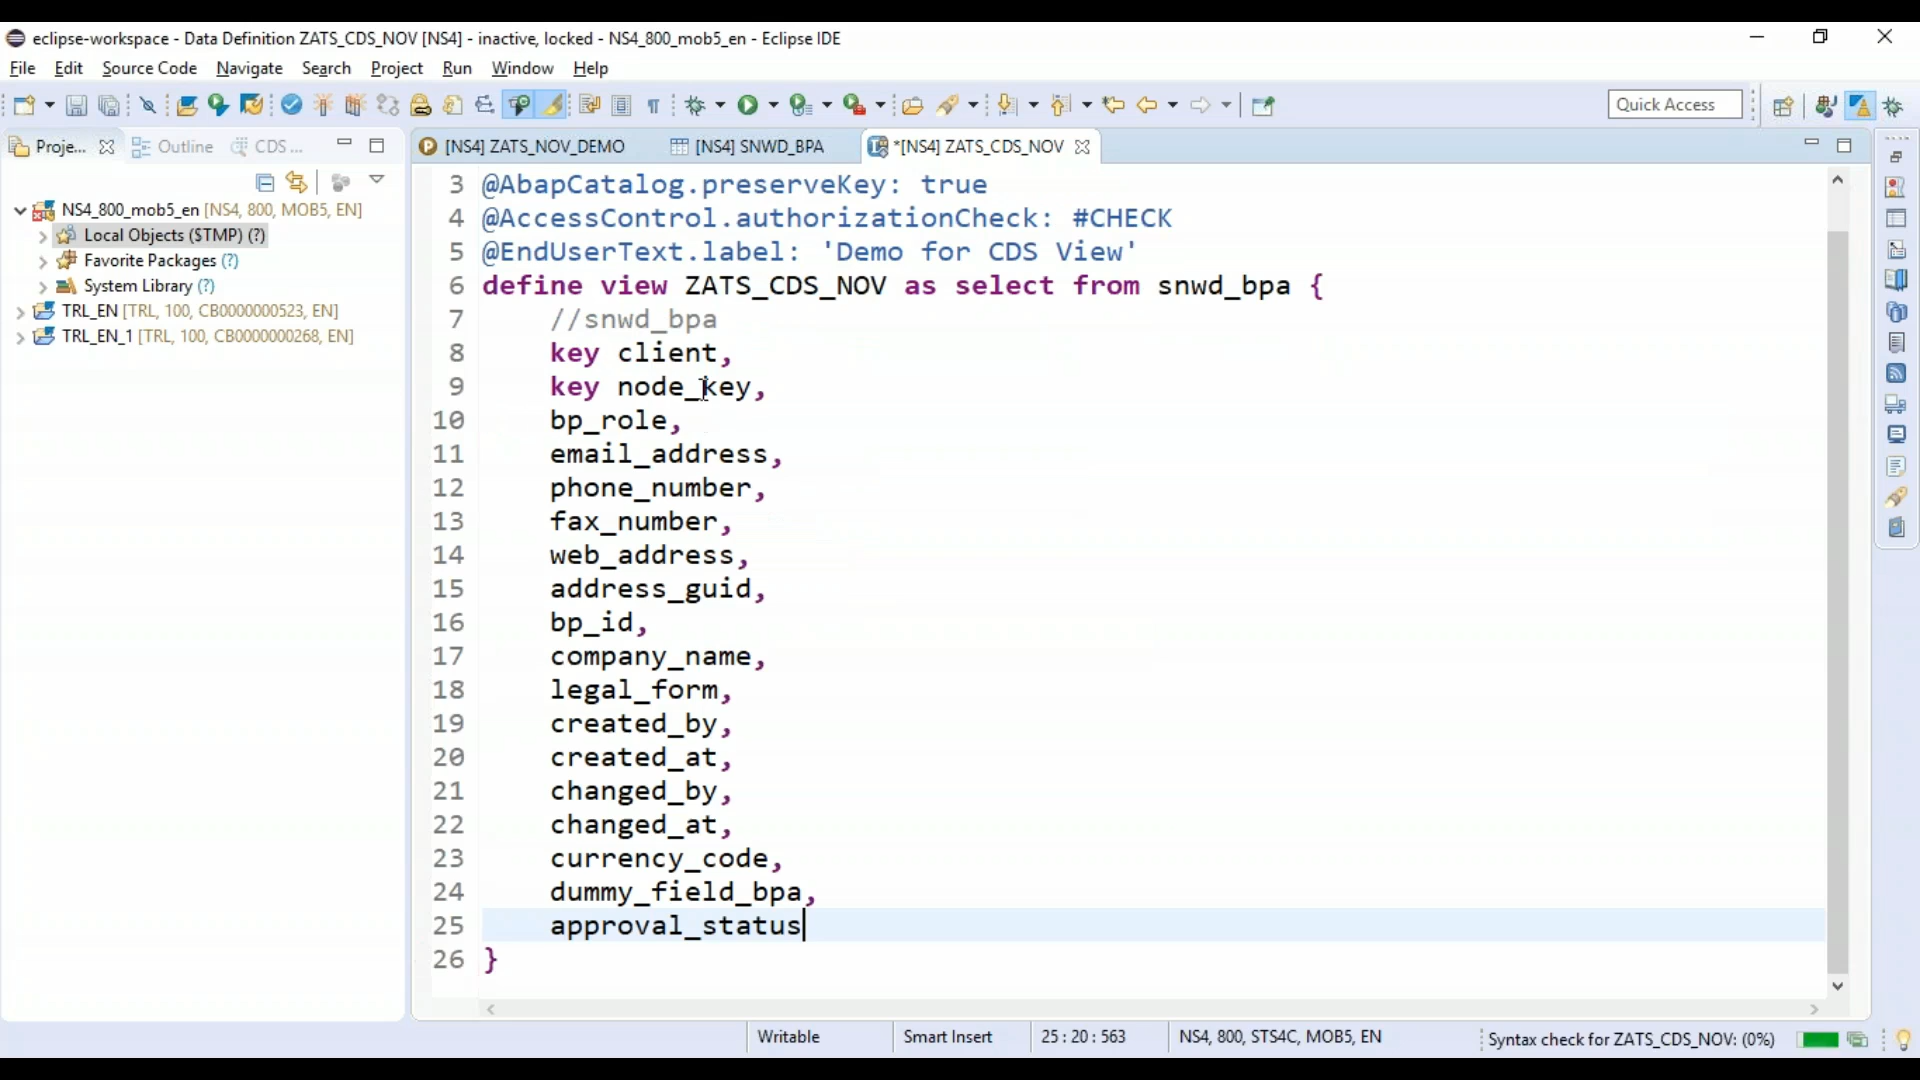 eclipse-workspace - Data Definition ZATS_CDS_NOV [NS4] - inactive, locked - NS4_800_mob5_en - Eclipse IDE
File Edit Source Code Navigate Search Project Run Window Help
Quick Access
Proje... Outline CDS ...
[NS4] ZATS_NOV_DEMO [NS4] SNWD_BPA *[NS4] ZATS_CDS_NOV
NS4_800_mob5_en [NS4, 800, MOB5, EN]
Local Objects ($TMP) (?)
Favorite Packages (?)
System Library (?)
TRL_EN [TRL, 100, CB0000000523, EN]
TRL_EN_1 [TRL, 100, CB0000000268, EN]
3 @AbapCatalog.preserveKey: true
4 @AccessControl.authorizationCheck: #CHECK
5 @EndUserText.label: 'Demo for CDS View'
6 define view ZATS_CDS_NOV as select from snwd_bpa {
7 //snwd_bpa
8 key client,
9 key node_key,
10 bp_role,
11 email_address,
12 phone_number,
13 fax_number,
14 web_address,
15 address_guid,
16 bp_id,
17 company_name,
18 legal_form,
19 created_by,
20 created_at,
21 changed_by,
22 changed_at,
23 currency_code,
24 dummy_field_bpa,
25 approval_status
26 }
Writable Smart Insert 25 : 20 : 563 NS4, 800, STS4C, MOB5, EN Syntax check for ZATS_CDS_NOV: (0%)